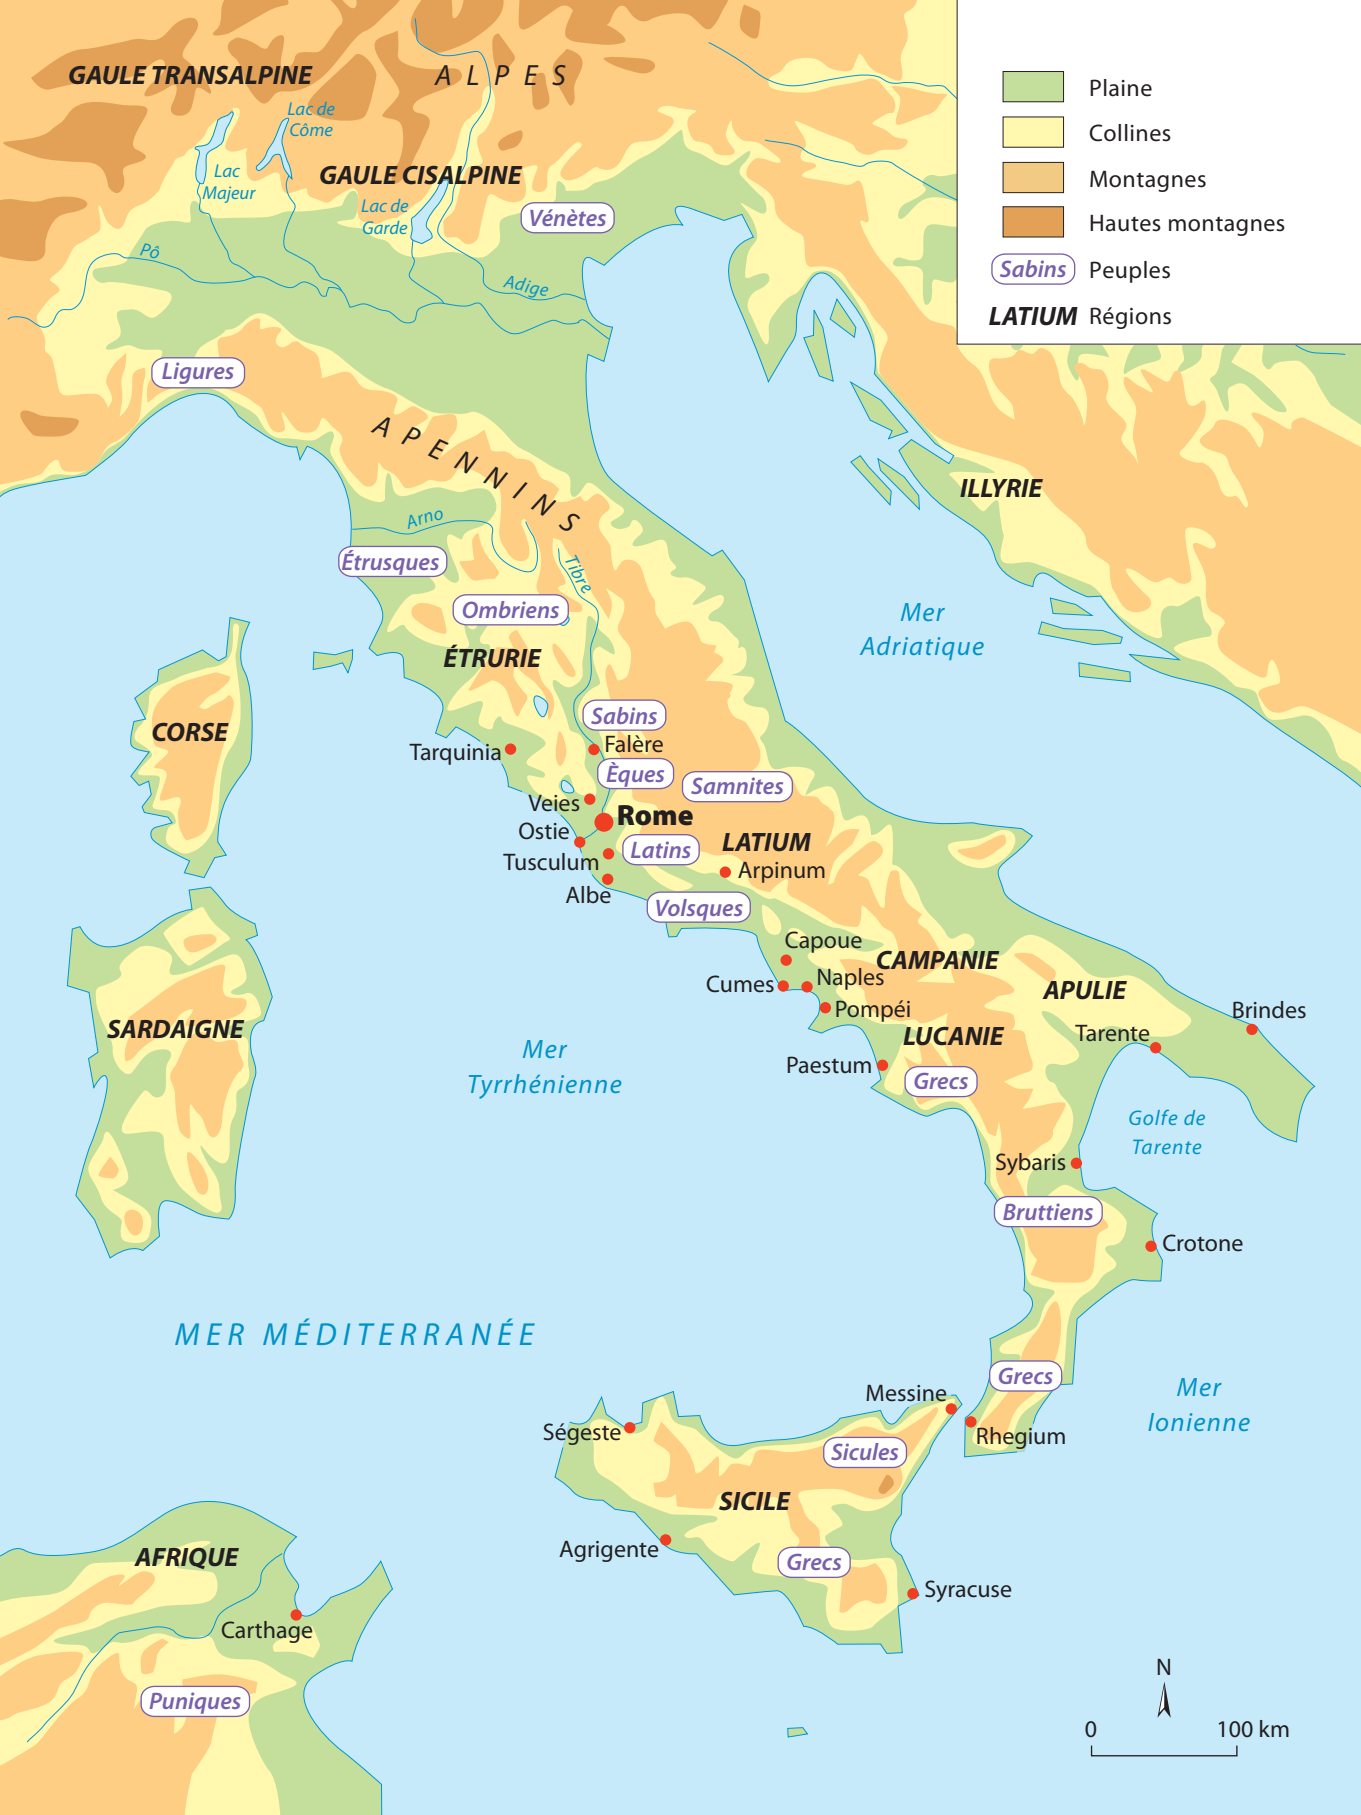 GAULE TRANSALPINE
ALPES
Lac de
Côme
GAULE CISALPINE
Lac
Majeur
Lac de
Garde
Vénètes
Pô
Adige
Plaine
Collines
Montagnes
Hautes montagnes
Sabins Peuples
LATIUM Régions
Ligures
APENNINS
ILLYRIE
Arno
Étrusques
Tibre
Ombriens
Mer
Adriatique
ÉTRURIE
CORSE
Sabins
Tarquinia
Falère
Èques
Samnites
Veies
Rome
Ostie
LATIUM
Latins
Tusculum
Arpinum
Albe
Volsques
Capoue
CAMPANIE
Cumes
Naples
APULIE
Pompéi
Brindes
SARDAIGNE
LUCANIE
Tarente
Mer
Tyrrhénienne
Paestum
Grecs
Golfe de
Tarente
Sybaris
Bruttiens
Crotone
MER MÉDITERRANÉE
Grecs
Messine
Mer
Ionienne
Ségeste
Rhegium
Sicules
SICILE
Agrigente
AFRIQUE
Grecs
Syracuse
Carthage
Puniques
N
0 100 km